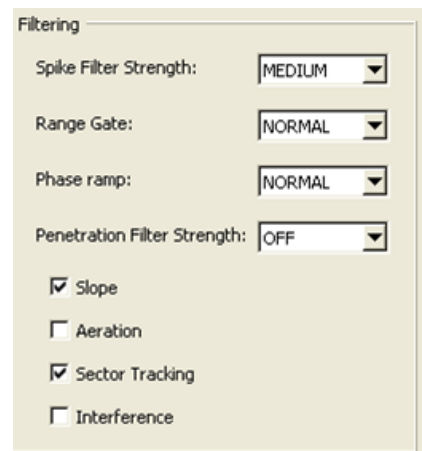 Filtering
Spike Filter Strength: MEDIUM
Range Gate: NORMAL
Phase ramp: NORMAL
Penetration Filter Strength: OFF
Slope
Aeration
Sector Tracking
Interference